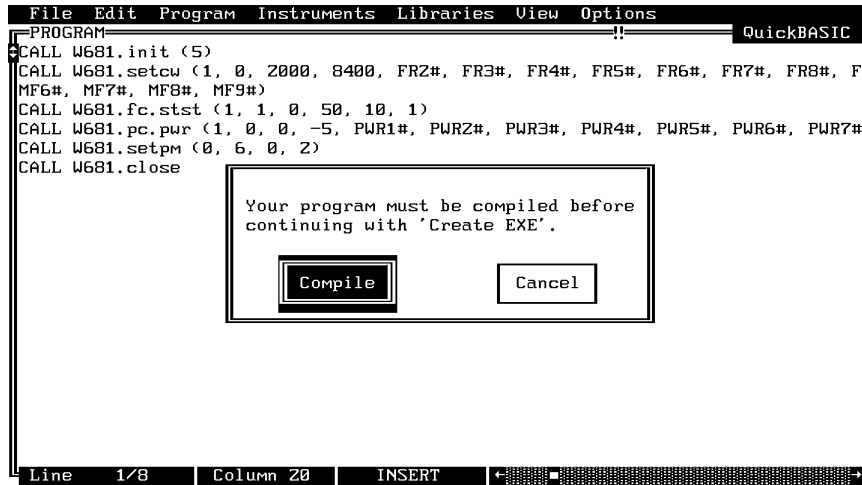 File Edit Program Instruments Libraries View Options
PROGRAM !! QuickBASIC
CALL W681.init (5)
CALL W681.setcw (1, 0, 2000, 8400, FR2#, FR3#, FR4#, FR5#, FR6#, FR7#, FR8#, F
MF6#, MF7#, MF8#, MF9#)
CALL W681.fc.stst (1, 1, 0, 50, 10, 1)
CALL W681.pc.pwr (1, 0, 0, -5, PWR1#, PWR2#, PWR3#, PWR4#, PWR5#, PWR6#, PWR7#
CALL W681.setpm (0, 6, 0, 2)
CALL W681.close
Your program must be compiled before
continuing with 'Create EXE'.
Compile Cancel
Line 1/8 Column 20 INSERT